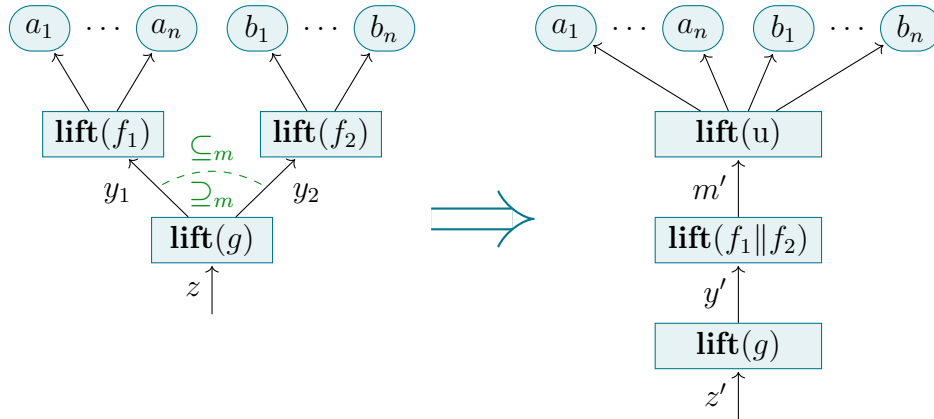 a₁ ⋯ aₙ b₁ ⋯ bₙ
lift(f₁) lift(f₂)
⊆ₘ
y₁ ⊇ₘ y₂
lift(g)
z
a₁ ⋯ aₙ b₁ ⋯ bₙ
lift(u)
m′
lift(f₁∥f₂)
y′
lift(g)
z′